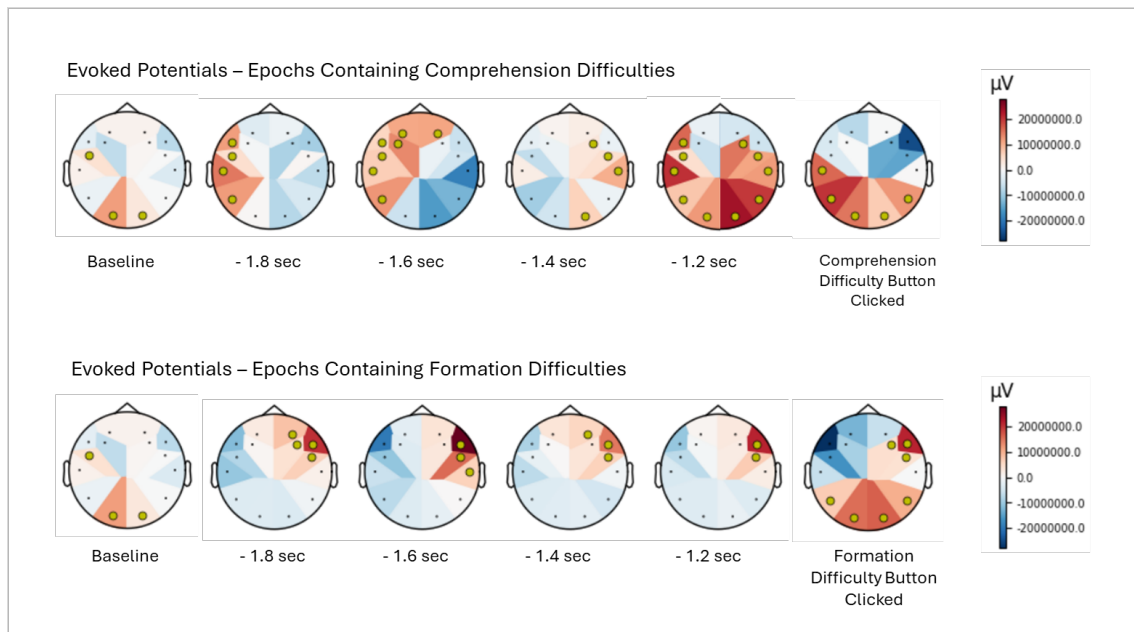 Evoked Potentials – Epochs Containing Comprehension Difficulties
µV
20000000.0
10000000.0
0.0
-10000000.0
-20000000.0
Baseline
- 1.8 sec
- 1.6 sec
- 1.4 sec
- 1.2 sec
Comprehension
Difficulty Button
Clicked
Evoked Potentials – Epochs Containing Formation Difficulties
µV
20000000.0
10000000.0
0.0
-10000000.0
-20000000.0
Baseline
- 1.8 sec
- 1.6 sec
- 1.4 sec
- 1.2 sec
Formation
Difficulty Button
Clicked